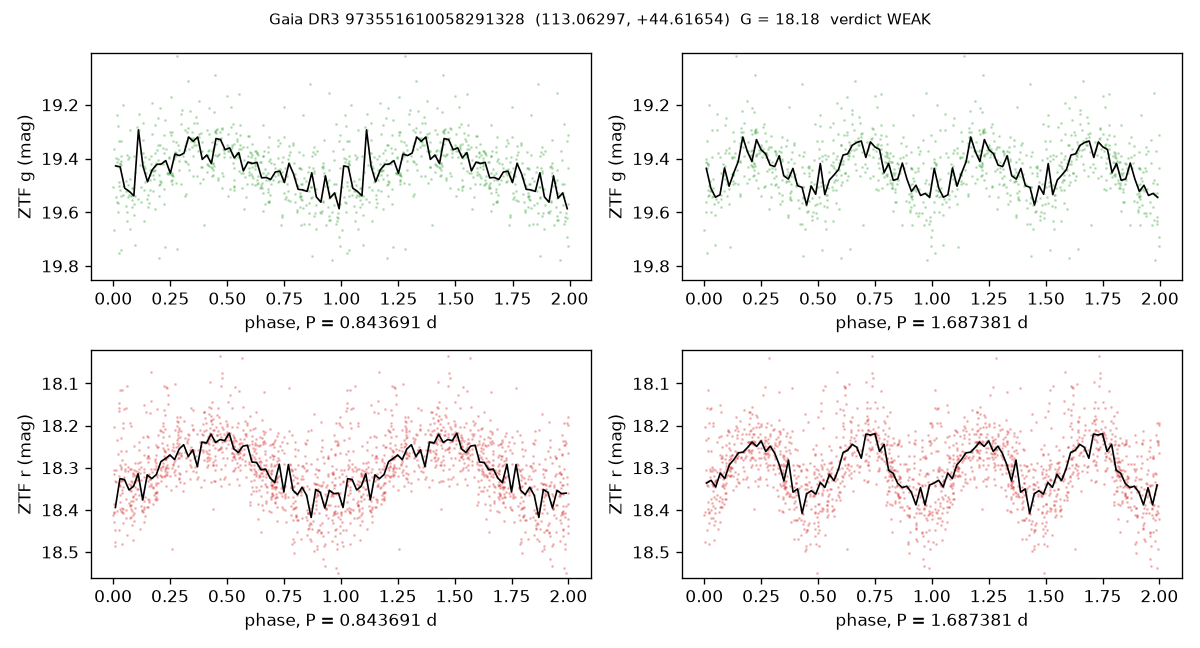 Gaia DR3 973551610058291328 (113.06297, +44.61654) G = 18.18 verdict WEAK
ZTF g (mag)
19.2
19.4
19.6
19.8
0.00 0.25 0.50 0.75 1.00 1.25 1.50 1.75 2.00
phase, P = 0.843691 d
ZTF g (mag)
19.2
19.4
19.6
19.8
0.00 0.25 0.50 0.75 1.00 1.25 1.50 1.75 2.00
phase, P = 1.687381 d
ZTF r (mag)
18.1
18.2
18.3
18.4
18.5
0.00 0.25 0.50 0.75 1.00 1.25 1.50 1.75 2.00
phase, P = 0.843691 d
ZTF r (mag)
18.1
18.2
18.3
18.4
18.5
0.00 0.25 0.50 0.75 1.00 1.25 1.50 1.75 2.00
phase, P = 1.687381 d